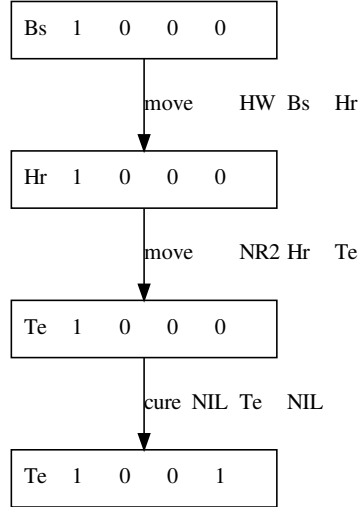 Bs 1 0 0 0
move HW Bs Hr
Hr 1 0 0 0
move NR2 Hr Te
Te 1 0 0 0
cure NIL Te NIL
Te 1 0 0 1